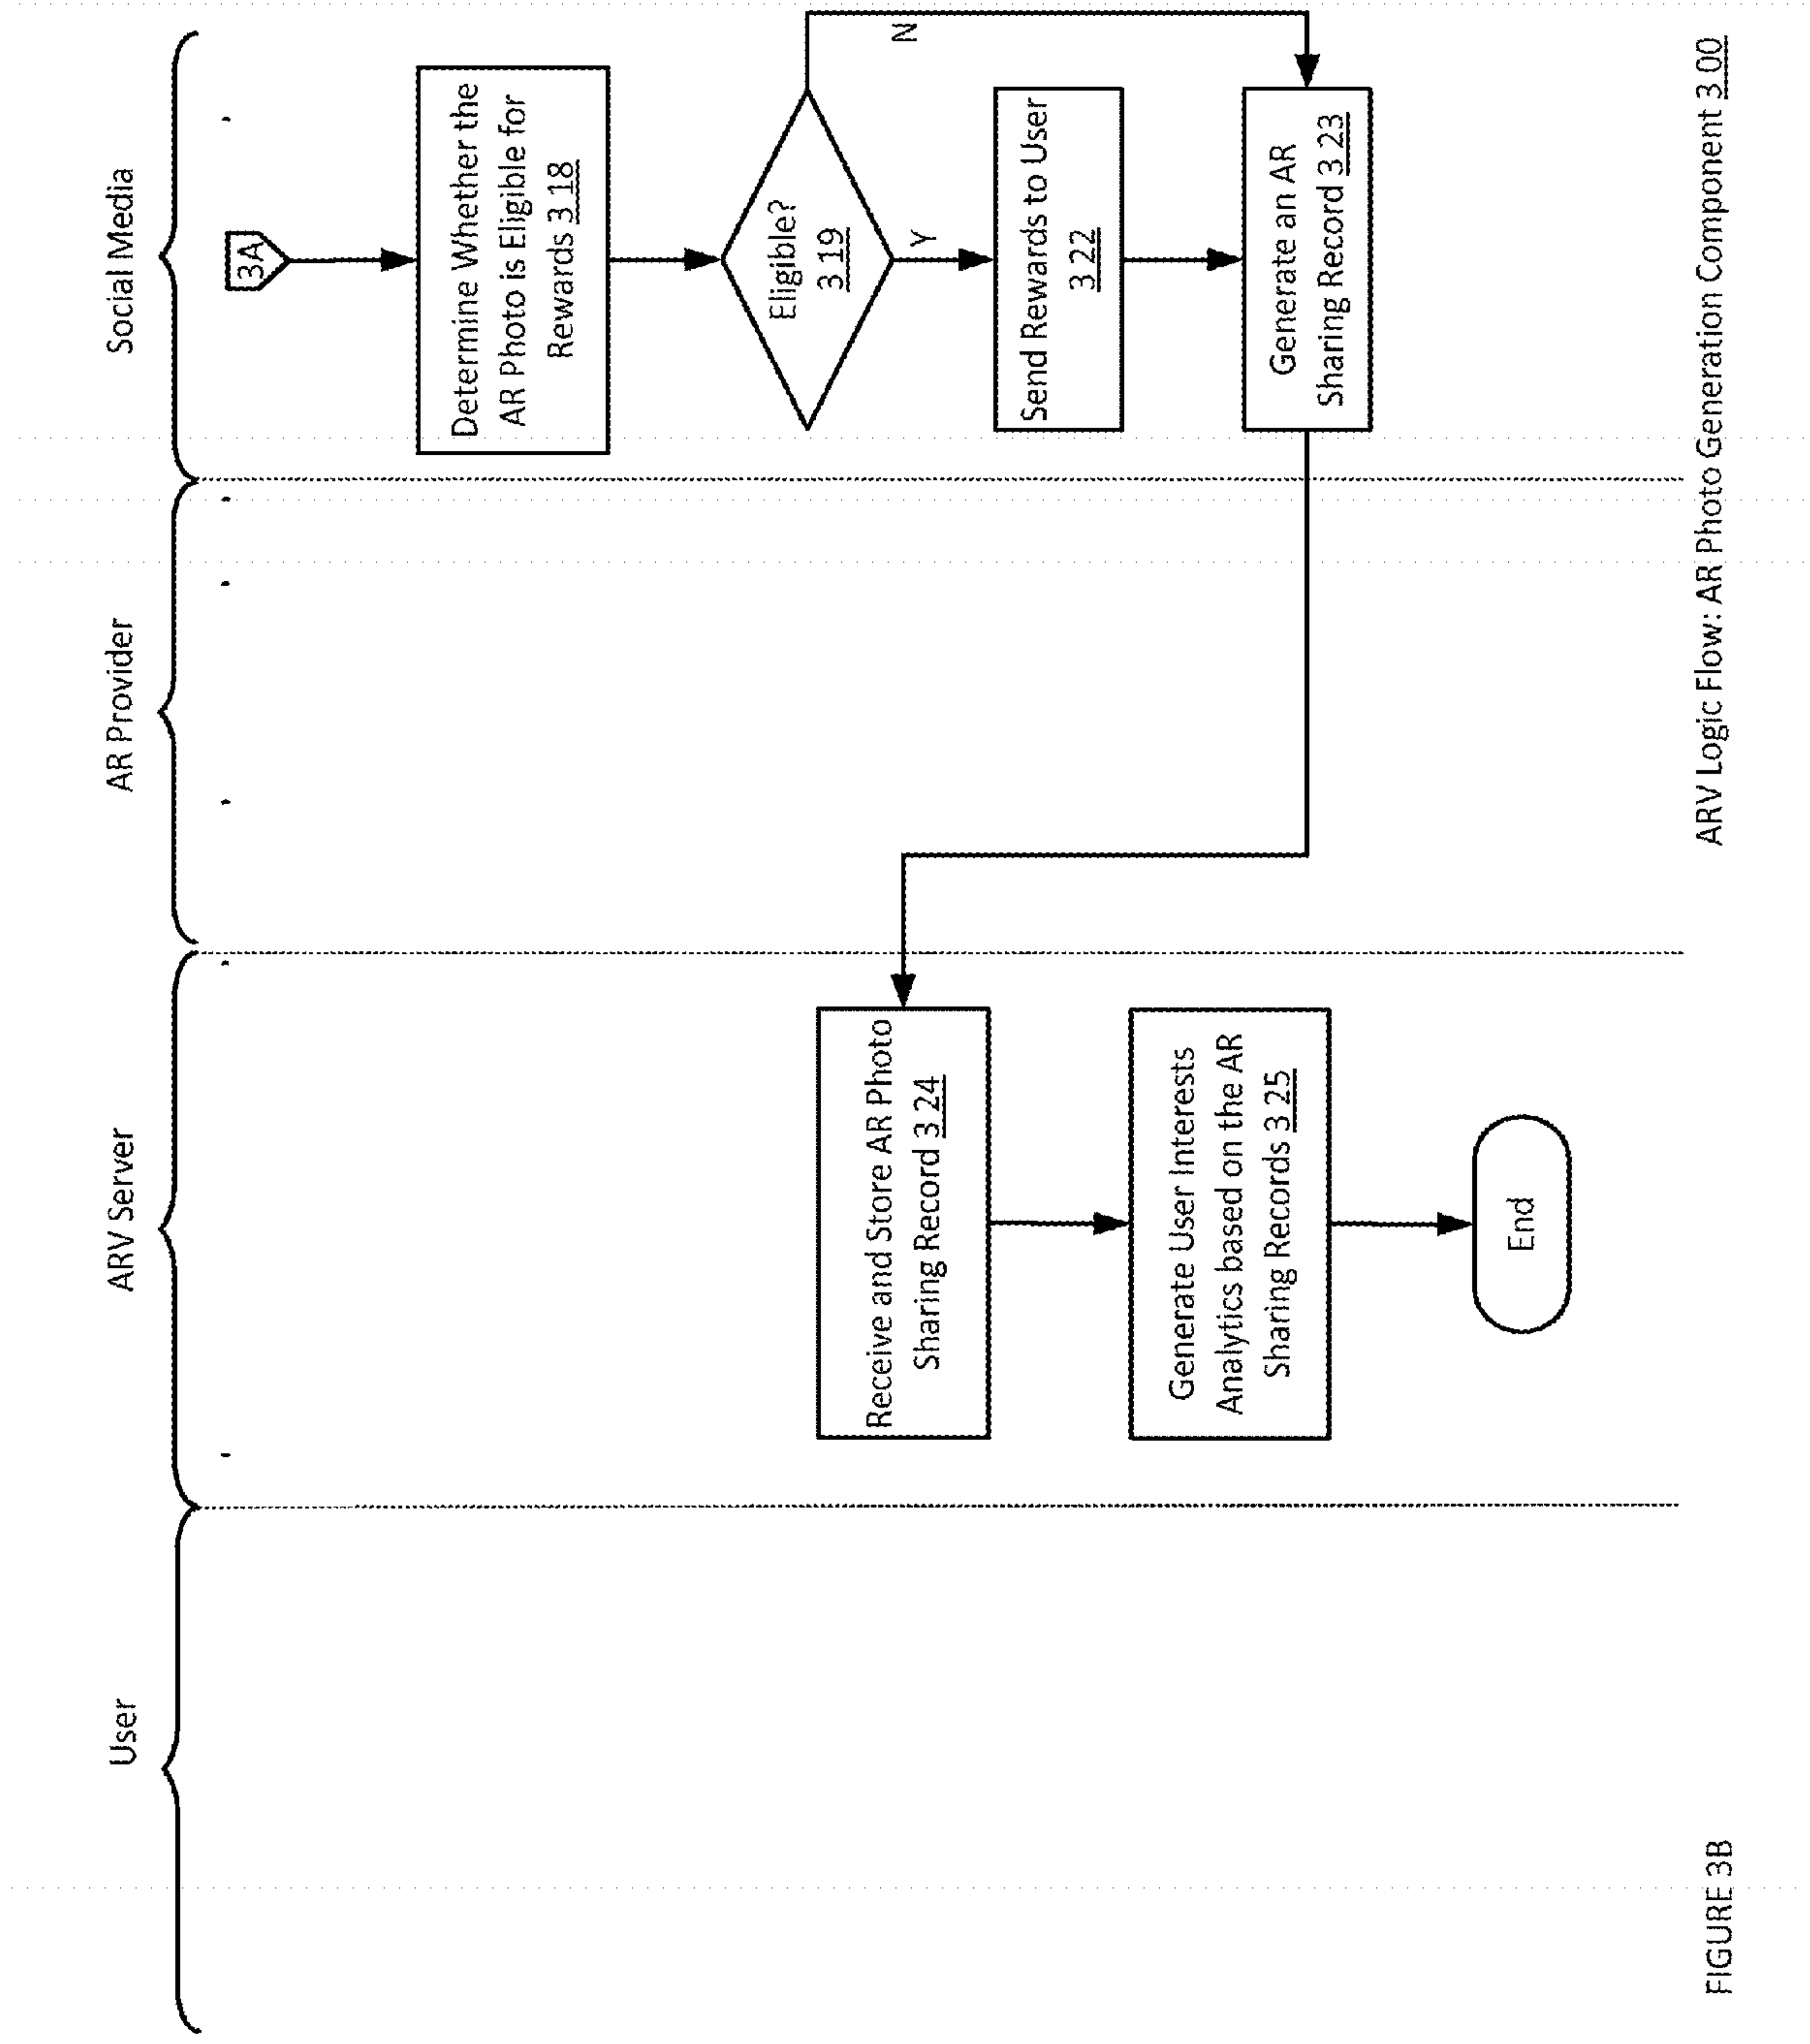 User
ARV Server
AR Provider
Social Media
3A
Determine Whether the
AR Photo is Eligible for
Rewards 3 18
Eligible?
3 19
N
Y
Send Rewards to User
3 22
Generate an AR
Sharing Record 3 23
Receive and Store AR Photo
Sharing Record 3 24
Generate User Interests
Analytics based on the AR
Sharing Records 3 25
End
FIGURE 3B
ARV Logic Flow: AR Photo Generation Component 3 00